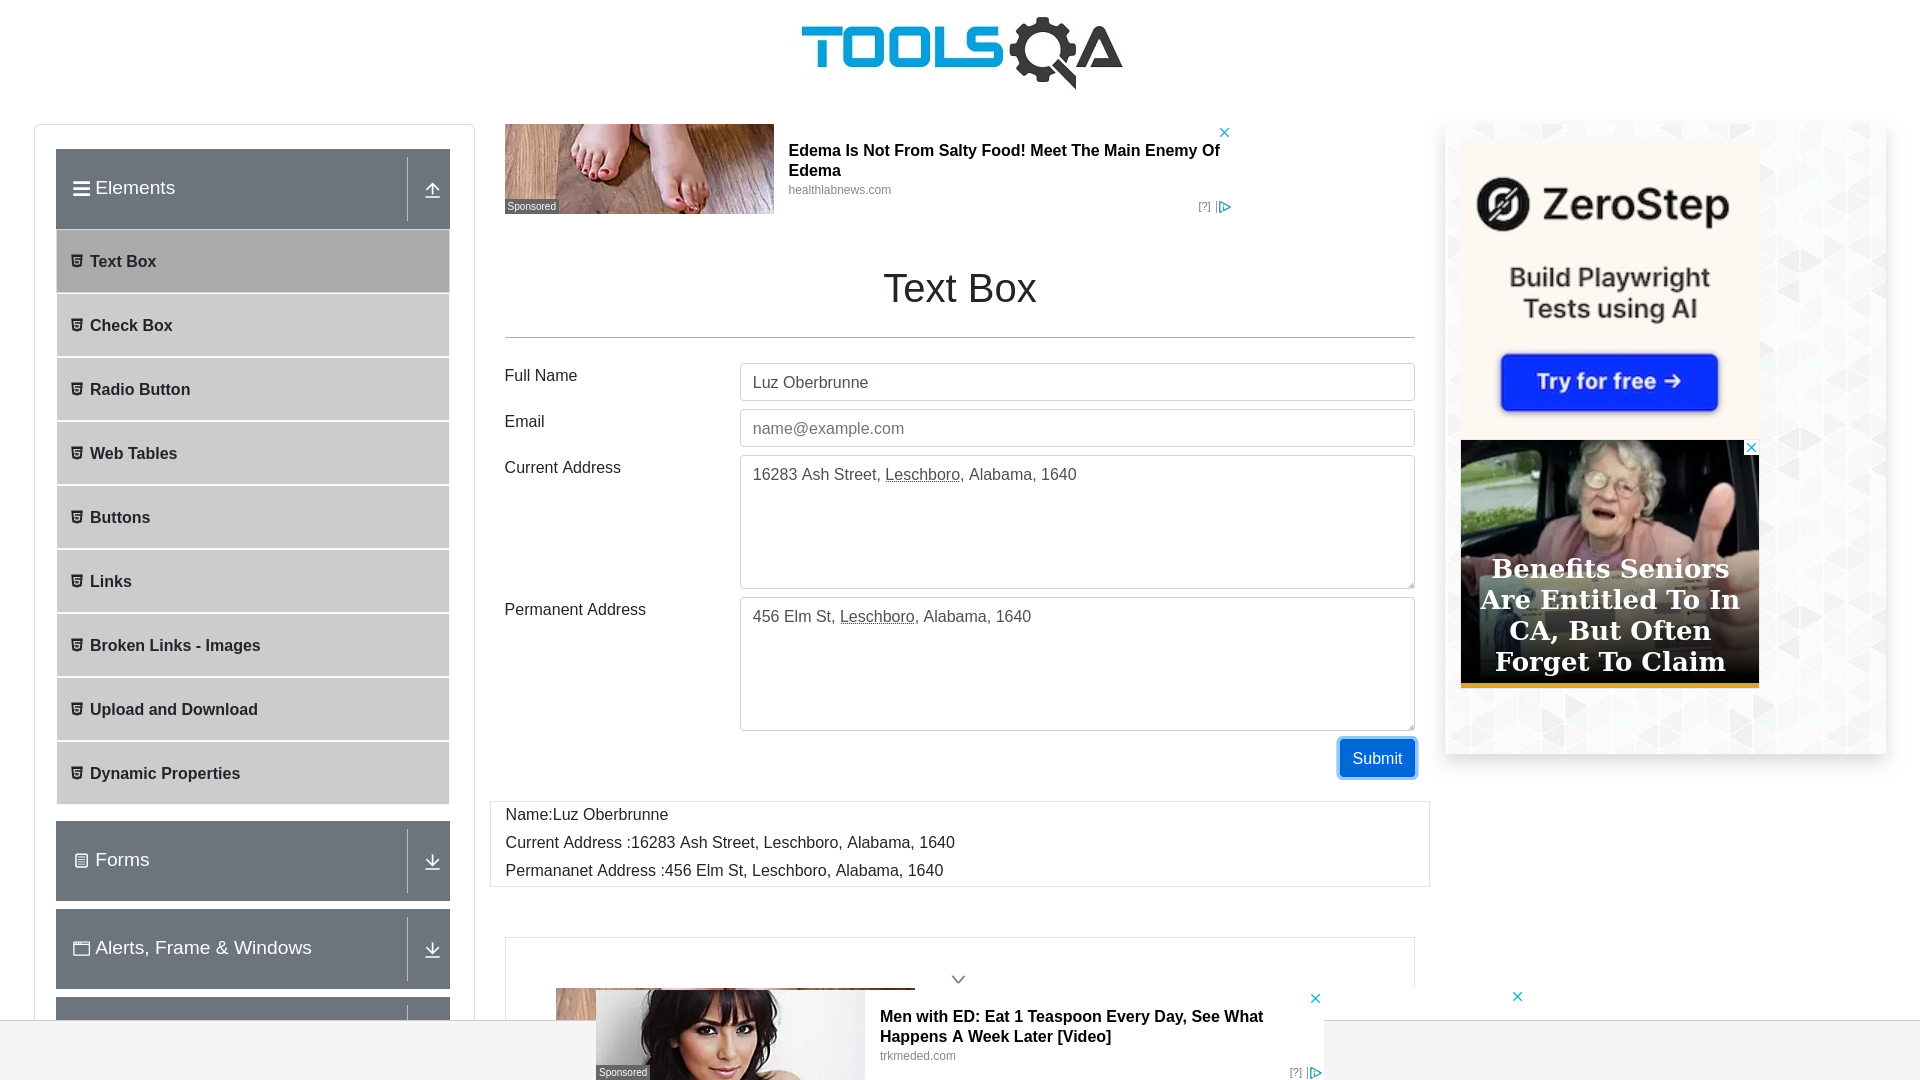 TOOLSQA
Elements
Text Box
Check Box
Radio Button
Web Tables
Buttons
Links
Broken Links - Images
Upload and Download
Dynamic Properties
Forms
Alerts, Frame & Windows
Sponsored
Edema Is Not From Salty Food! Meet The Main Enemy Of
Edema
healthlabnews.com
[?]
Text Box
Full Name
Luz Oberbrunne
Email
name@example.com
Current Address
16283 Ash Street, Leschboro, Alabama, 1640
Permanent Address
456 Elm St, Leschboro, Alabama, 1640
Submit
Name:Luz Oberbrunne
Current Address :16283 Ash Street, Leschboro, Alabama, 1640
Permananet Address :456 Elm St, Leschboro, Alabama, 1640
Sponsored
Men with ED: Eat 1 Teaspoon Every Day, See What
Happens A Week Later [Video]
trkmeded.com
[?]
ZeroStep
Build Playwright
Tests using AI
Try for free →
Benefits Seniors
Are Entitled To In
CA, But Often
Forget To Claim